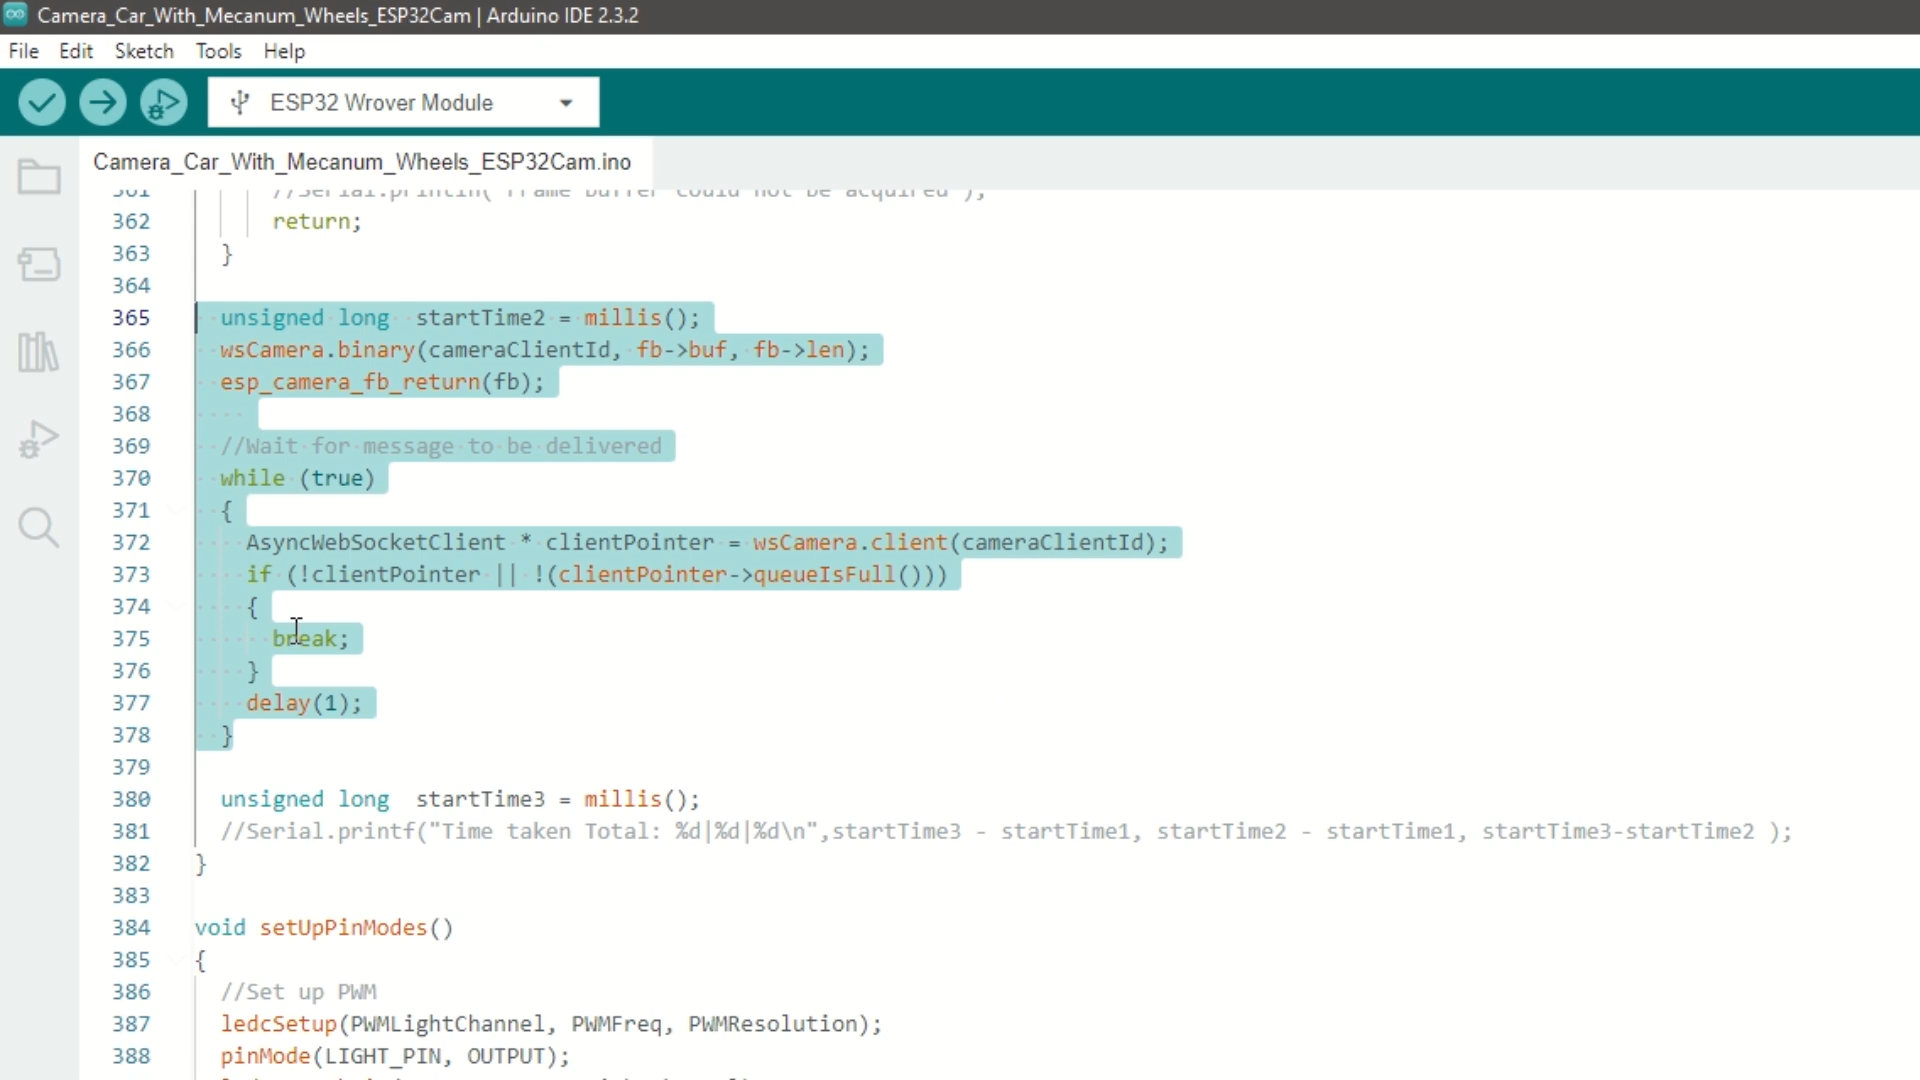 Camera_Car_With_Mecanum_Wheels_ESP32Cam | Arduino IDE 2.3.2
File Edit Sketch Tools Help
ESP32 Wrover Module
Camera_Car_With_Mecanum_Wheels_ESP32Cam.ino
361 //Serial.println("Frame buffer could not be acquired");
362 return;
363 }
364
365 unsigned long  startTime2 = millis();
366 wsCamera.binary(cameraClientId, fb->buf, fb->len);
367 esp_camera_fb_return(fb);
368
369 //Wait for message to be delivered
370 while (true)
371 {
372 AsyncWebSocketClient * clientPointer = wsCamera.client(cameraClientId);
373 if (!clientPointer || !(clientPointer->queueIsFull()))
374 {
375 break;
376 }
377 delay(1);
378 }
379
380 unsigned long  startTime3 = millis();
381 //Serial.printf("Time taken Total: %d|%d|%d\n",startTime3 - startTime1, startTime2 - startTime1, startTime3-startTime2 );
382 }
383
384 void setUpPinModes()
385 {
386 //Set up PWM
387 ledcSetup(PWMLightChannel, PWMFreq, PWMResolution);
388 pinMode(LIGHT_PIN, OUTPUT);